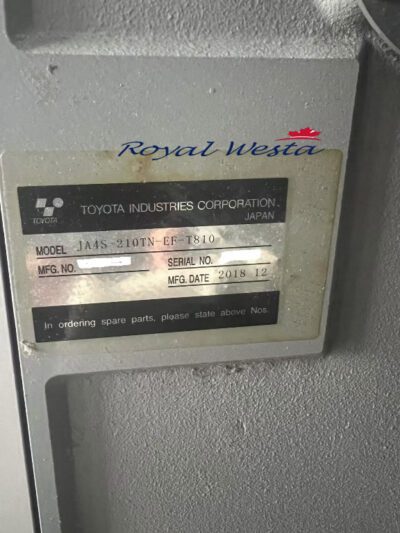 Royal Westa
TOYOTA
TOYOTA INDUSTRIES CORPORATION
JAPAN
MODEL JA4S-210TN-EF-T810
MFG. NO.
SERIAL NO.
MFG. DATE 2018 12
In ordering spare parts, please state above Nos.